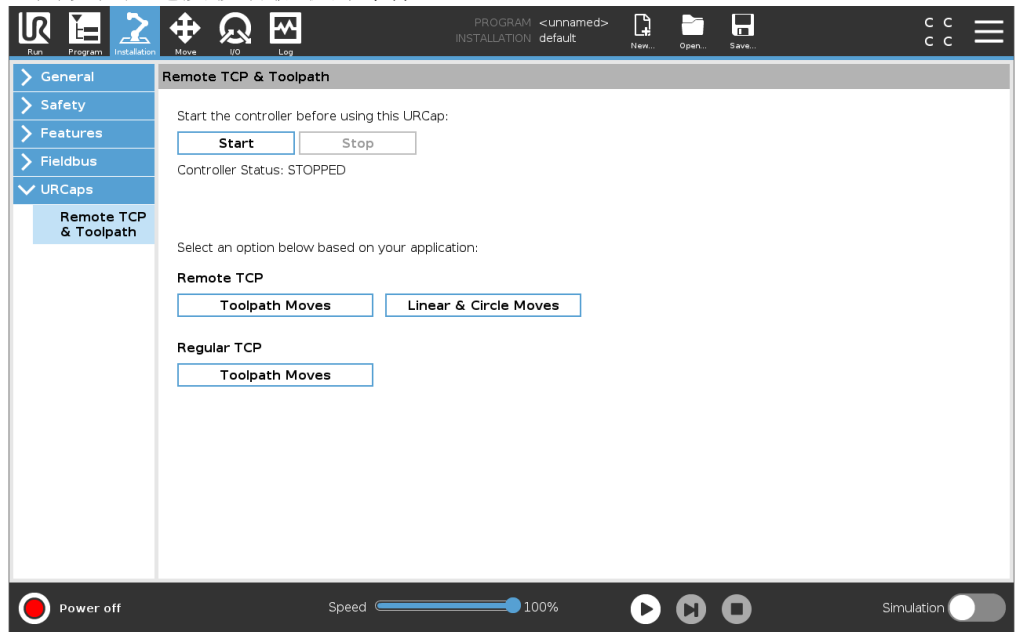 PROGRAM <unnamed>
INSTALLATION default
C C
C C
Run Program Installation Move I/O Log New... Open... Save...
General
Safety
Features
Fieldbus
URCaps
Remote TCP
& Toolpath
Remote TCP & Toolpath
Start the controller before using this URCap:
Start Stop
Controller Status: STOPPED
Select an option below based on your application:
Remote TCP
Toolpath Moves Linear & Circle Moves
Regular TCP
Toolpath Moves
Power off Speed 100% Simulation